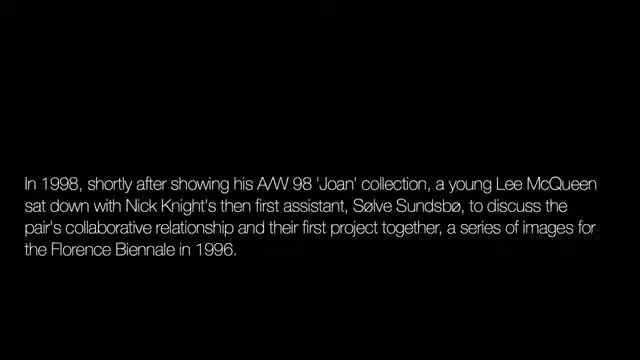 In 1998, shortly after showing his A/W 98 'Joan' collection, a young Lee McQueen
sat down with Nick Knight's then first assistant, Sølve Sundsbø, to discuss the
pair's collaborative relationship and their first project together, a series of images for
the Florence Biennale in 1996.